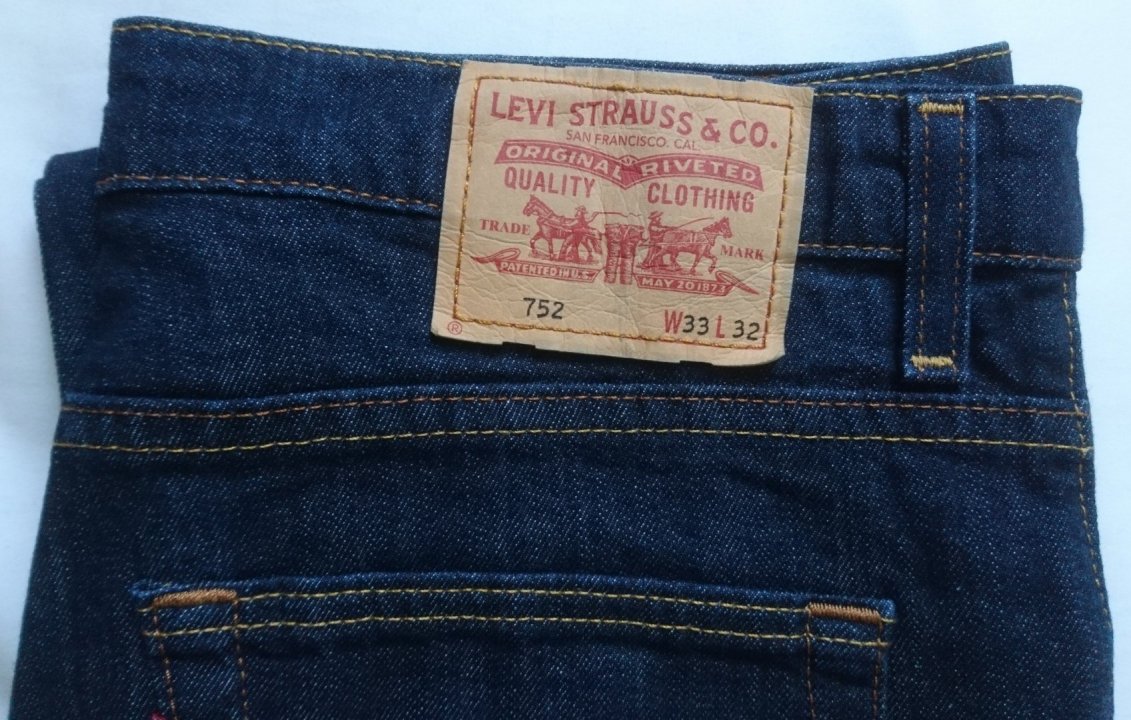 LEVI STRAUSS & CO.
SAN FRANCISCO. CAL.
ORIGINAL RIVETED
QUALITY CLOTHING
TRADE MARK
PATENTED IN U.S. MAY 20 1873
752 W33 L 32
®